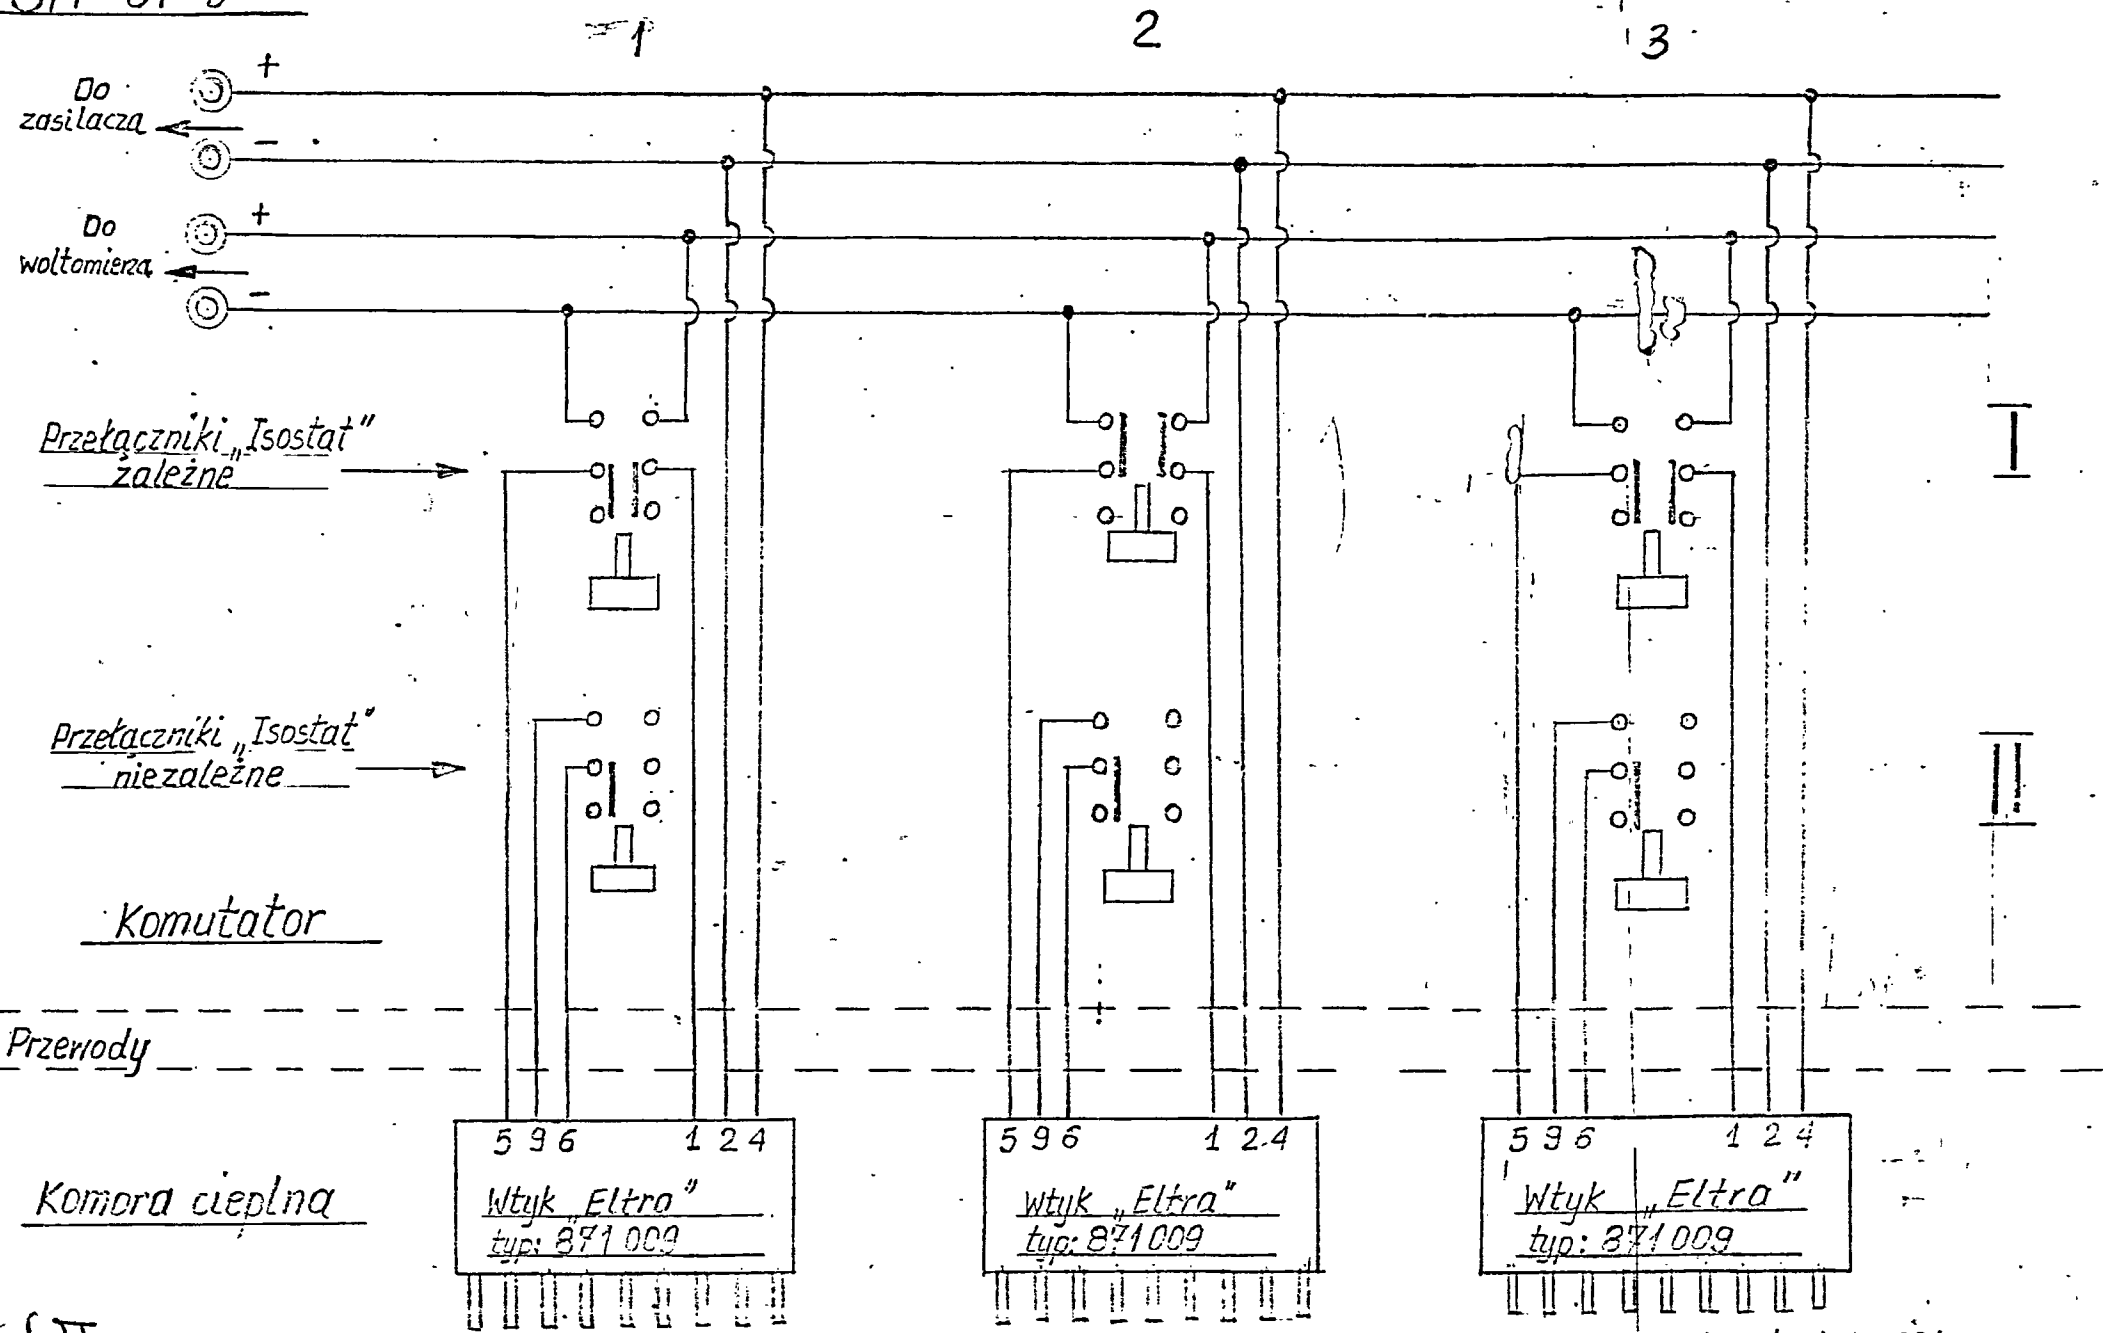 1 2 3
+
Do
zasilacza
-
+
Do
woltomierza
-
Przełączniki „Isostat"
zależne
I
Przełączniki „Isostat"
niezależne
II
Komutator
Przewody
5 9 6 1 2 4
5 9 6 1 2 4
5 9 6 1 2 4
Komora cieplna
Wtyk „Eltra"
typ: 871 009
Wtyk „Eltra"
typ: 871 009
Wtyk „Eltra"
typ: 871 009